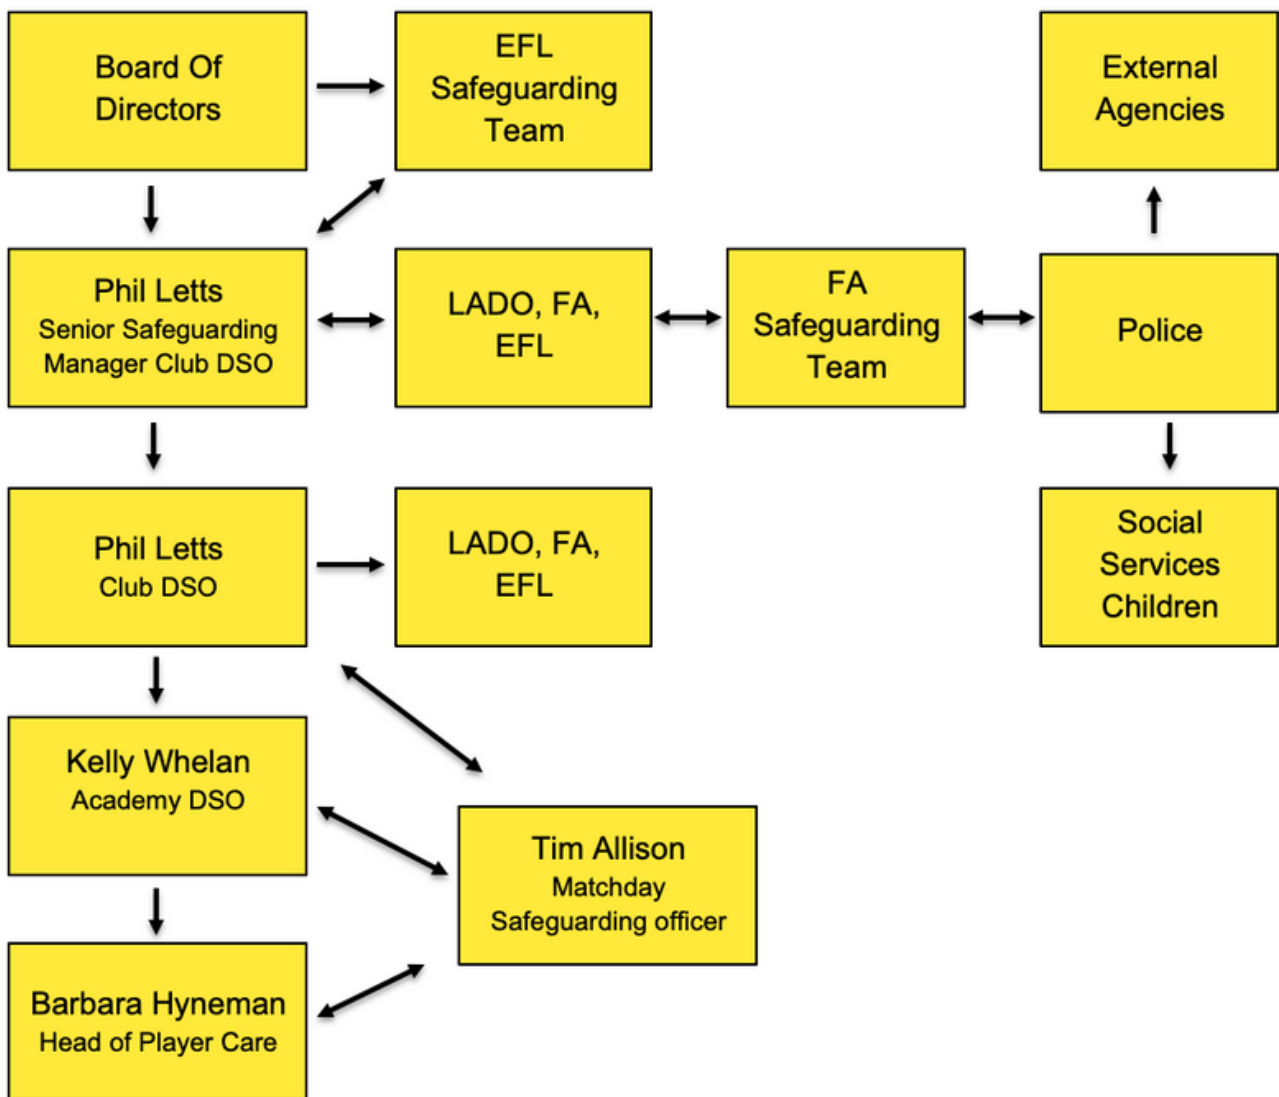 Board Of
Directors
EFL
Safeguarding
Team
External
Agencies
Phil Letts
Senior Safeguarding
Manager Club DSO
LADO, FA,
EFL
FA
Safeguarding
Team
Police
Phil Letts
Club DSO
LADO, FA,
EFL
Social
Services
Children
Kelly Whelan
Academy DSO
Tim Allison
Matchday
Safeguarding officer
Barbara Hyneman
Head of Player Care